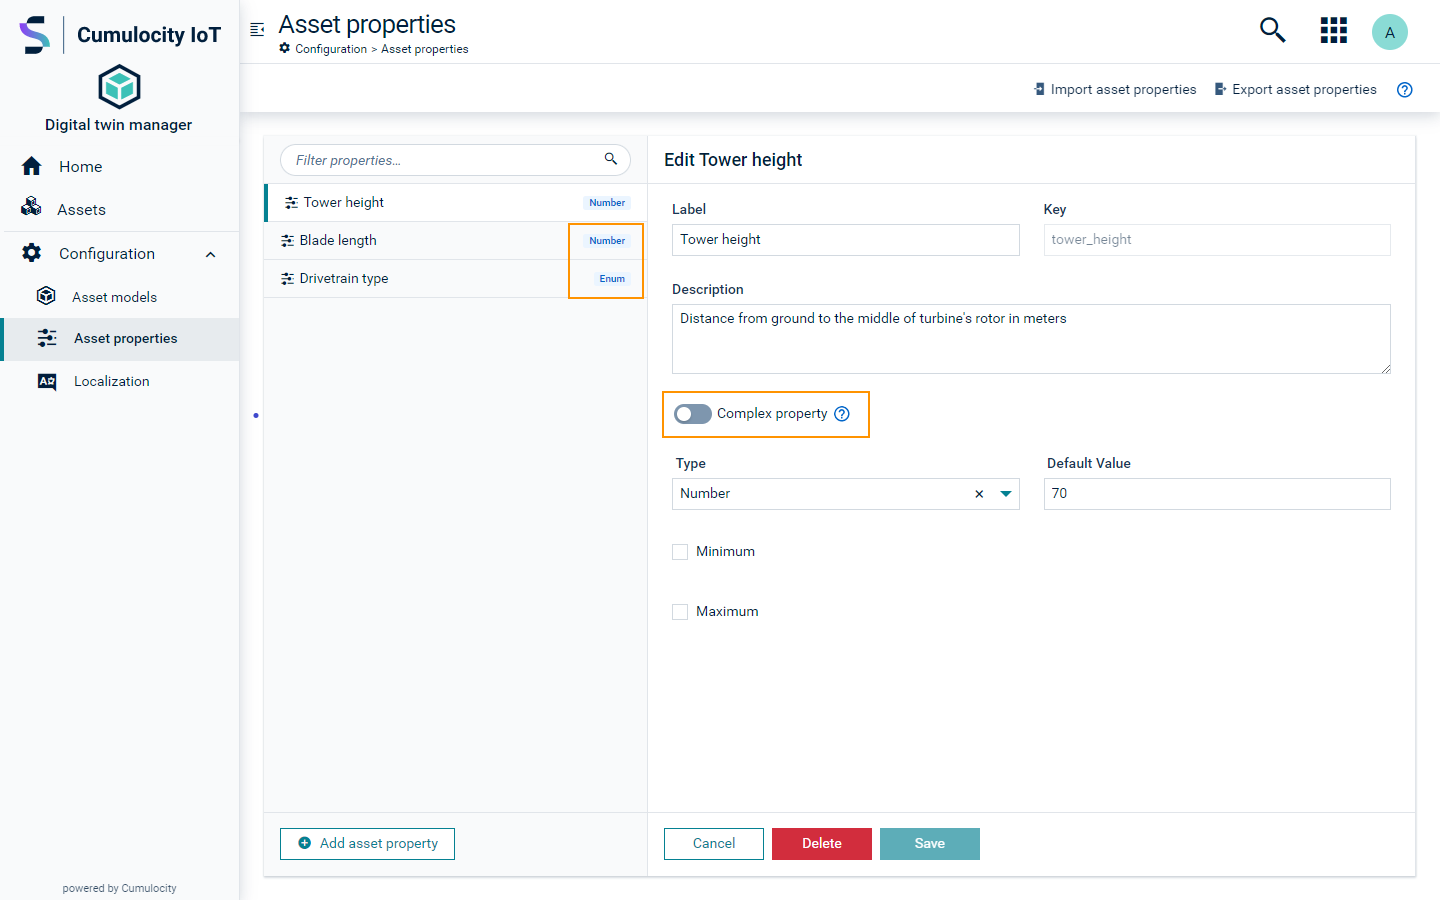 Cumulocity IoT
Digital twin manager
Home
Assets
Configuration
Asset models
Asset properties
Localization
powered by Cumulocity
Asset properties
Configuration > Asset properties
A
Import asset properties
Export asset properties
Filter properties...
Tower height Number
Blade length Number
Drivetrain type Enum
Add asset property
Edit Tower height
Label Key
Tower height tower_height
Description
Distance from ground to the middle of turbine's rotor in meters
Complex property
Type Default Value
Number 70
Minimum
Maximum
Cancel Delete Save